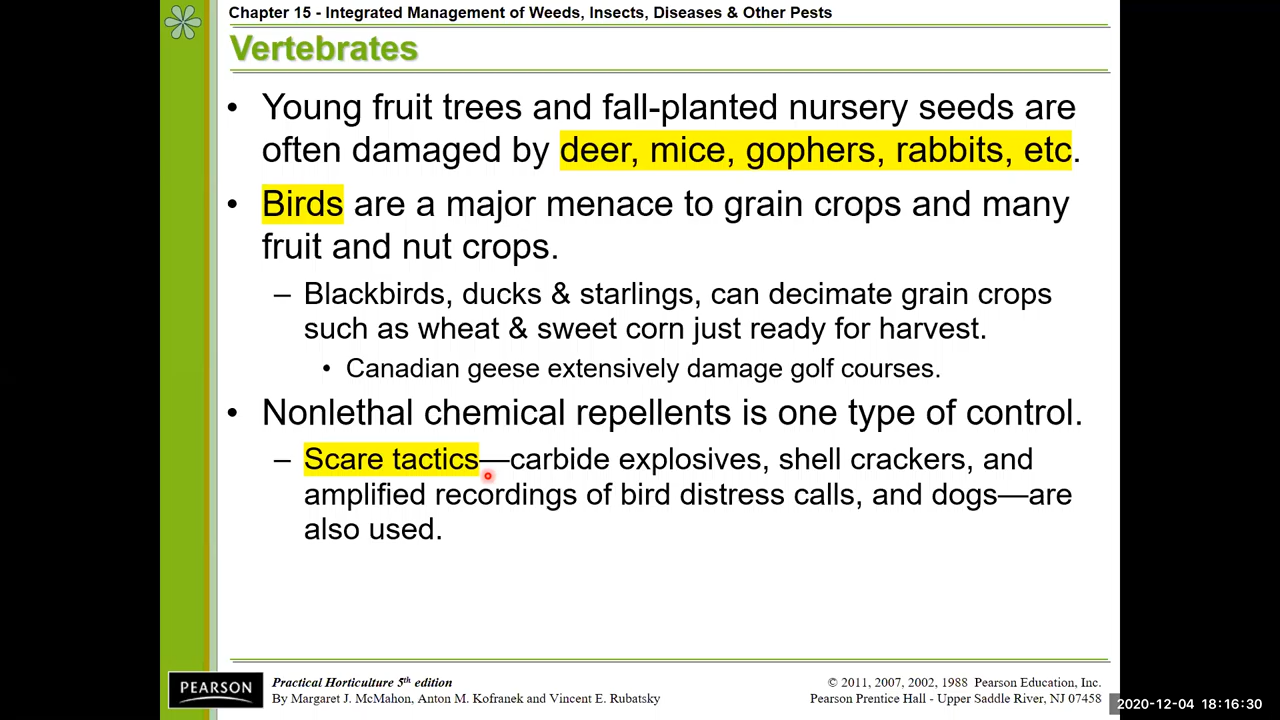 Chapter 15 - Integrated Management of Weeds, Insects, Diseases & Other Pests
Vertebrates
• Young fruit trees and fall-planted nursery seeds are
often damaged by deer, mice, gophers, rabbits, etc.
• Birds are a major menace to grain crops and many
fruit and nut crops.
– Blackbirds, ducks & starlings, can decimate grain crops
such as wheat & sweet corn just ready for harvest.
• Canadian geese extensively damage golf courses.
• Nonlethal chemical repellents is one type of control.
– Scare tactics—carbide explosives, shell crackers, and
amplified recordings of bird distress calls, and dogs—are
also used.
PEARSON
Practical Horticulture 5th edition
By Margaret J. McMahon, Anton M. Kofranek and Vincent E. Rubatsky
© 2011, 2007, 2002, 1988 Pearson Education, Inc.
Pearson Prentice Hall - Upper Saddle River, NJ 07458
2020-12-04 18:16:30